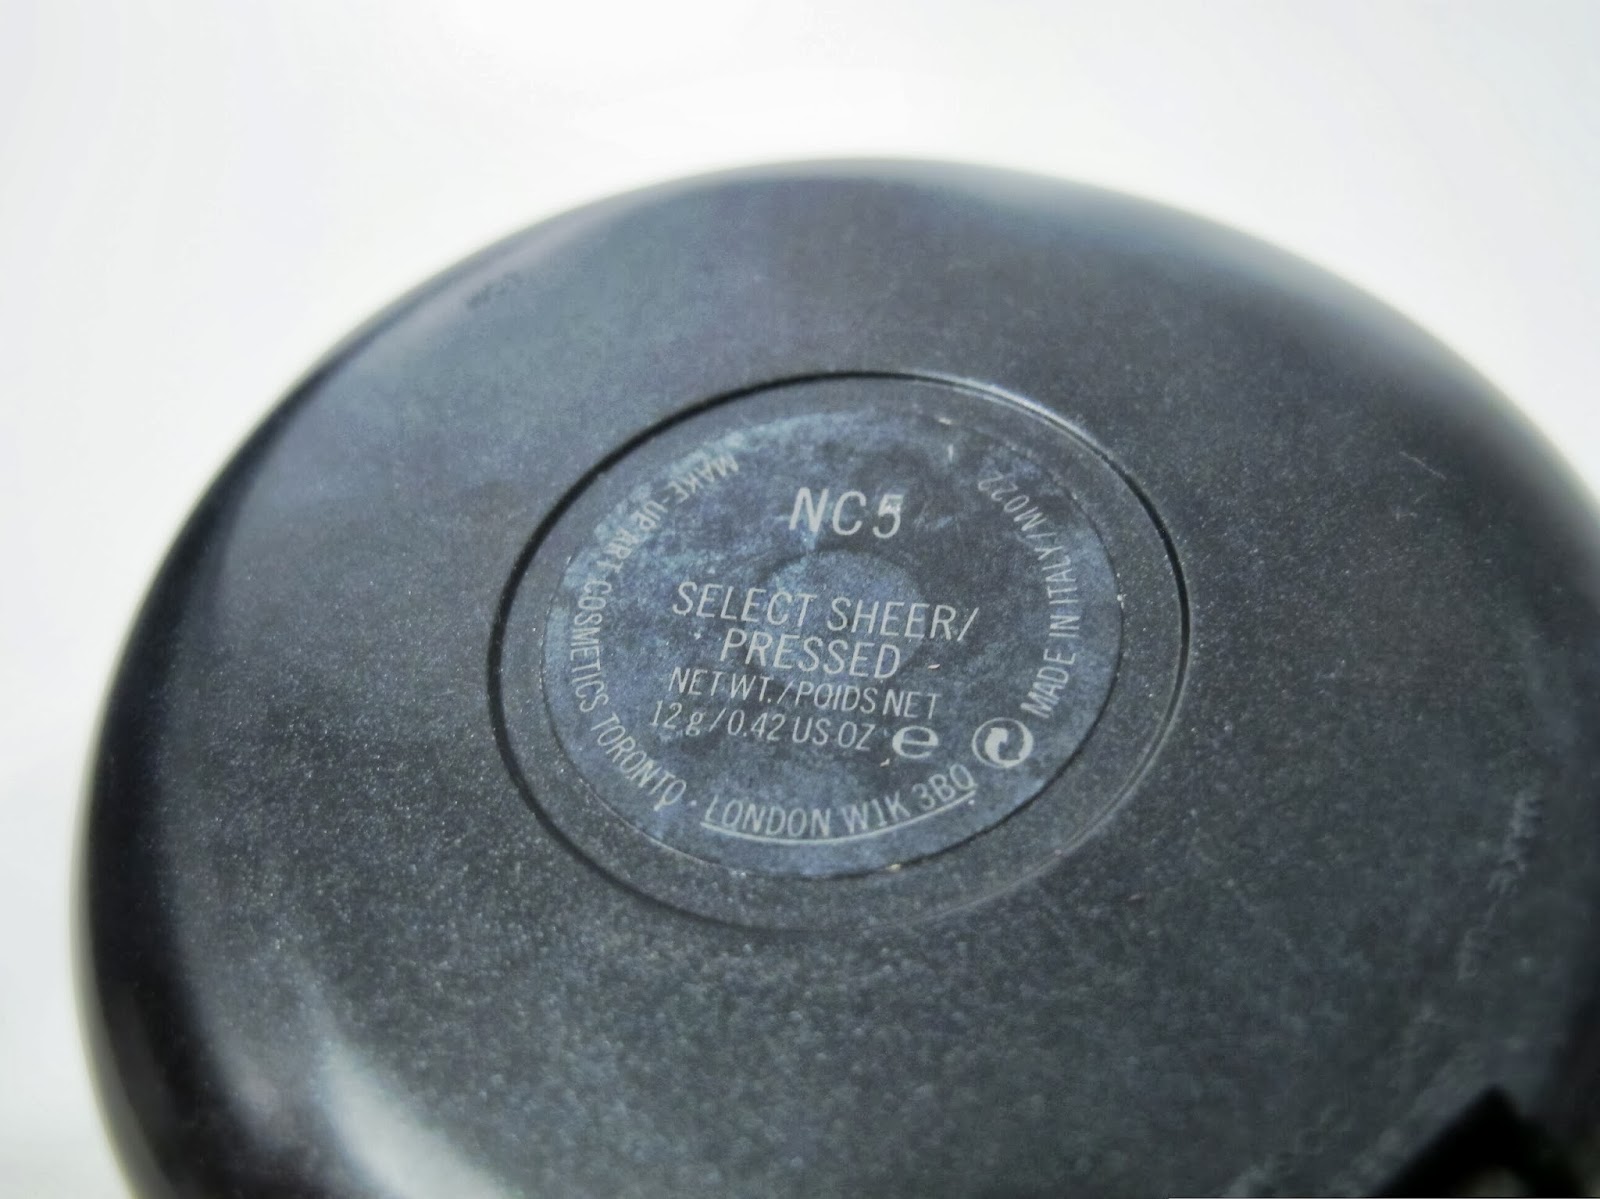 NC5
SELECT SHEER/
PRESSED
NET WT./POIDS NET
12 g/0.42 US OZ e
MAKE-UP ART COSMETICS TORONTO · LONDON W1K 3BQ
MADE IN ITALY/M022